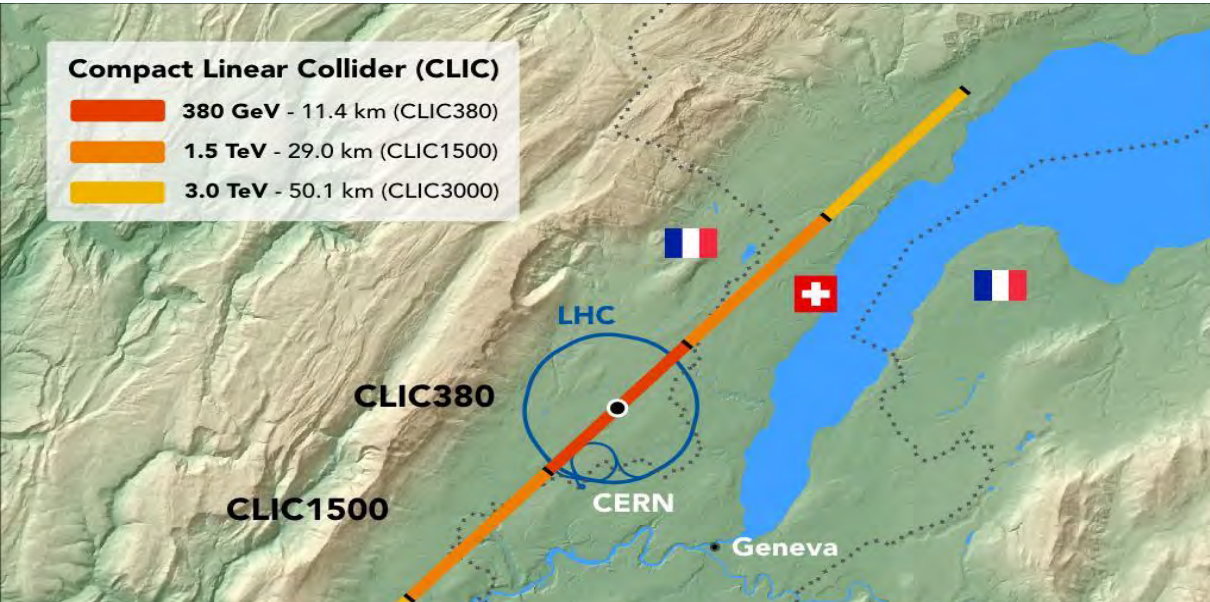 Compact Linear Collider (CLIC)
380 GeV - 11.4 km (CLIC380)
1.5 TeV - 29.0 km (CLIC1500)
3.0 TeV - 50.1 km (CLIC3000)
LHC
CLIC380
CERN
CLIC1500
Geneva